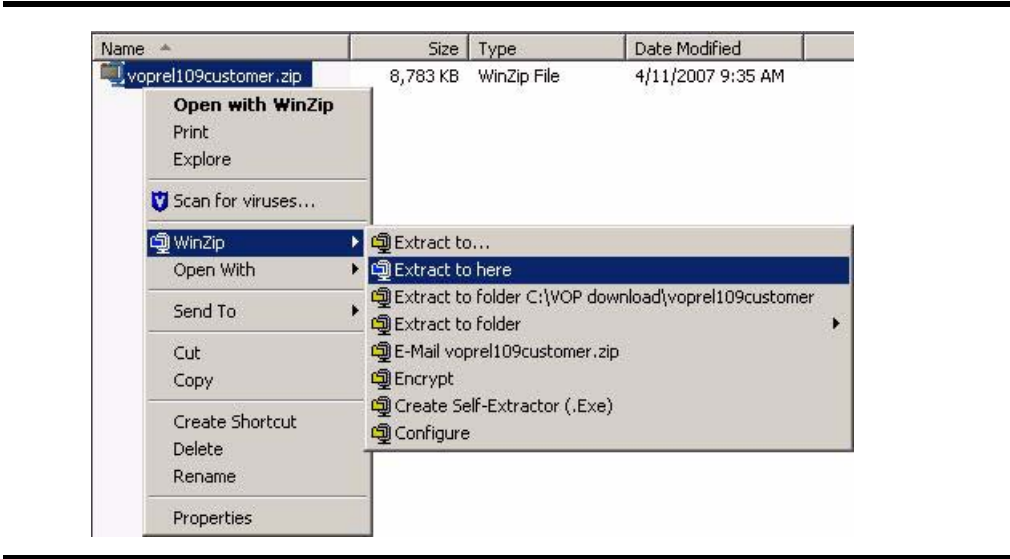 Name Size Type Date Modified
voprel109customer.zip 8,783 KB WinZip File 4/11/2007 9:35 AM
Open with WinZip
Print
Explore
Scan for viruses...
WinZip
Open With
Send To
Cut
Copy
Create Shortcut
Delete
Rename
Properties
Extract to...
Extract to here
Extract to folder C:\VOP download\voprel109customer
Extract to folder
E-Mail voprel109customer.zip
Encrypt
Create Self-Extractor (.Exe)
Configure